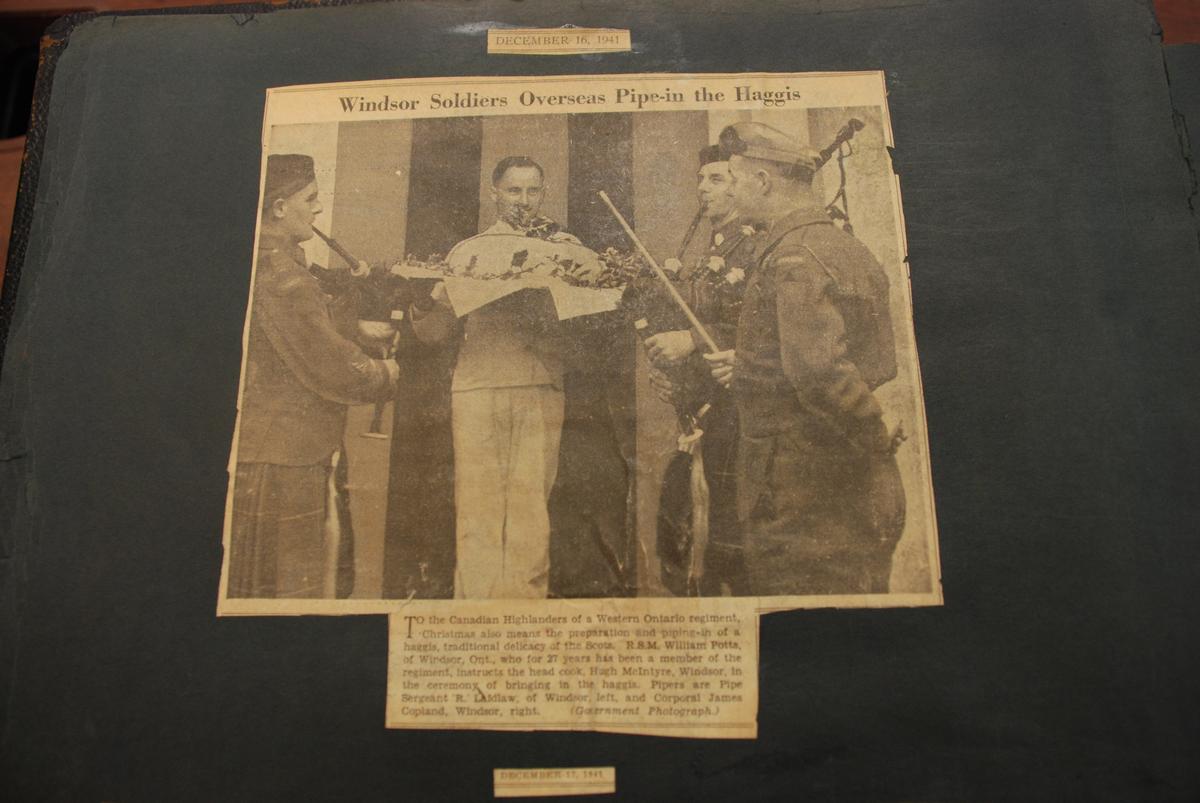 DECEMBER 16, 1941
Windsor Soldiers Overseas Pipe-in the Haggis
TO the Canadian Highlanders of a Western Ontario regiment,
Christmas also means the preparation and piping-in of a
haggis, traditional delicacy of the Scots. R.S.M. William Potts,
of Windsor, Ont., who for 27 years has been a member of the
regiment, instructs the head cook, Hugh McIntyre, Windsor, in
the ceremony of bringing in the haggis. Pipers are Pipe
Sergeant R. Laidlaw, of Windsor, left, and Corporal James
Copland, Windsor, right. (Government Photograph.)
DECEMBER 17, 1941